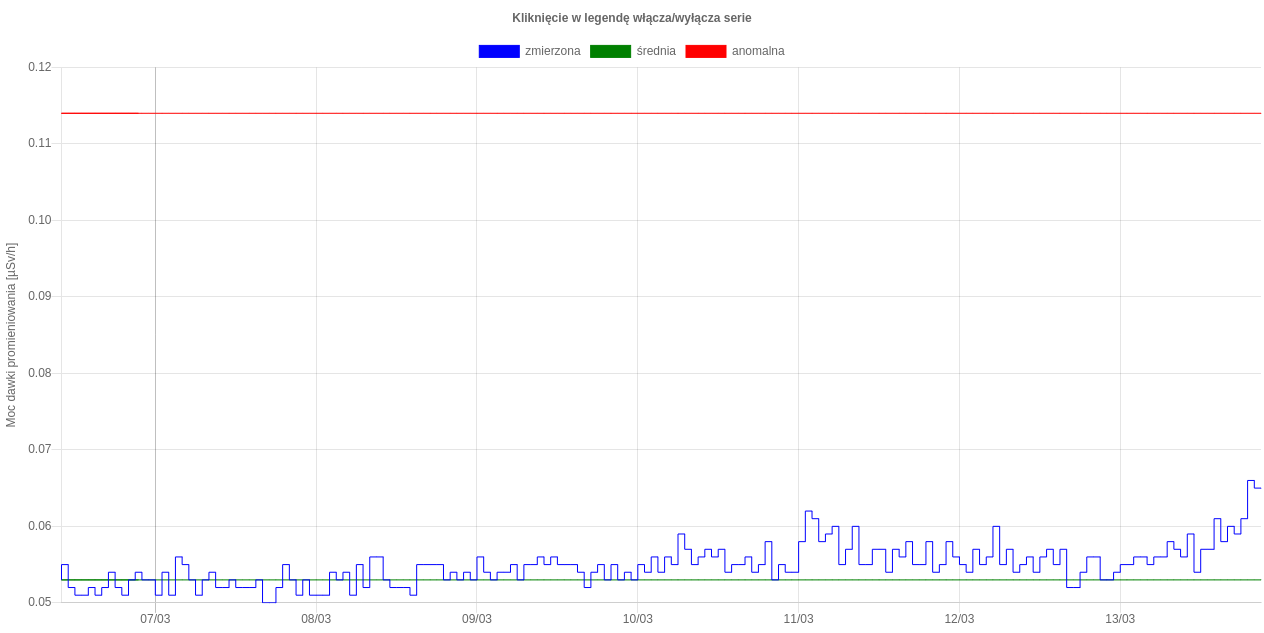 Kliknięcie w legendę włącza/wyłącza serie
zmierzona średnia anomalna
0.12
0.11
0.10
0.09
0.08
0.07
0.06
0.05
Moc dawki promieniowania [µSv/h]
07/03 08/03 09/03 10/03 11/03 12/03 13/03